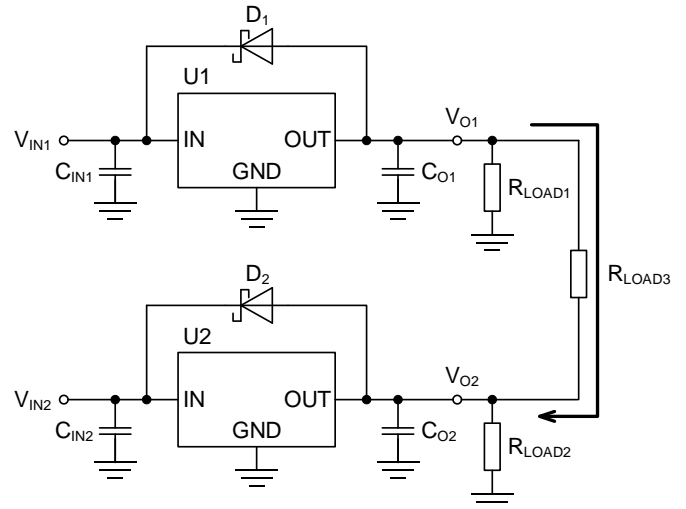 D1
U1
VIN1
IN
OUT
VO1
GND
CIN1
CO1
RLOAD1
RLOAD3
D2
U2
VIN2
IN
OUT
VO2
GND
CIN2
CO2
RLOAD2